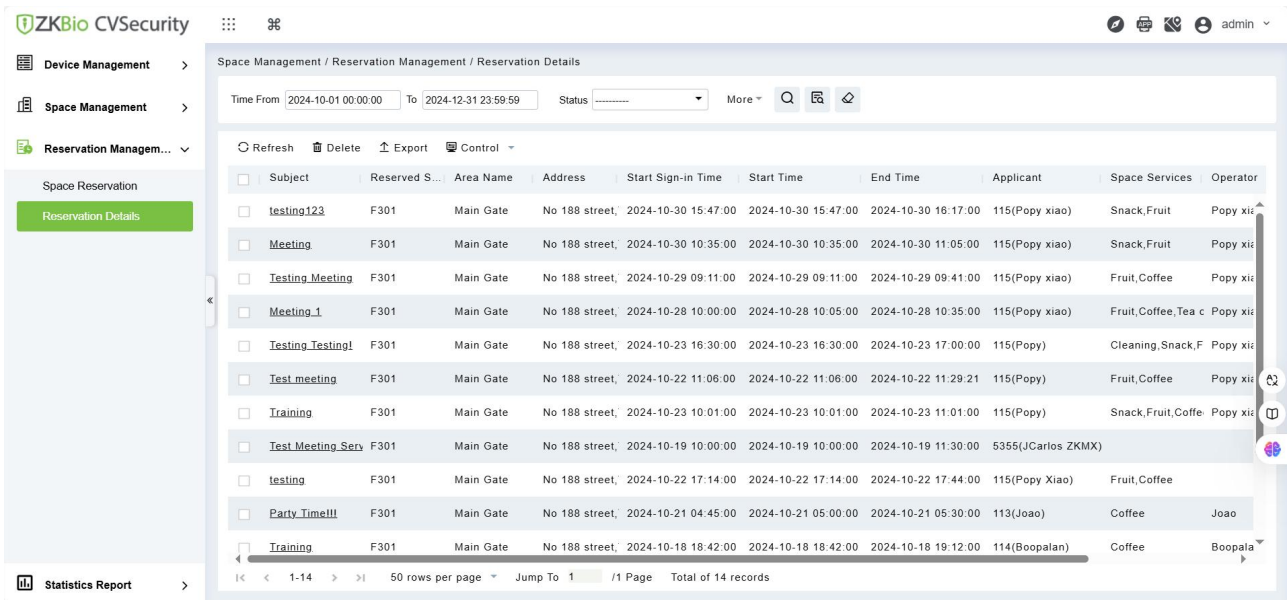 ZKBio CVSecurity
admin
Device Management
Space Management
Reservation Managem...
Space Reservation
Reservation Details
Statistics Report
Space Management / Reservation Management / Reservation Details
Time From 2024-10-01 00:00:00 To 2024-12-31 23:59:59 Status ---------- More
Refresh Delete Export Control
Subject Reserved S... Area Name Address Start Sign-in Time Start Time End Time Applicant Space Services Operator
testing123 F301 Main Gate No 188 street, 2024-10-30 15:47:00 2024-10-30 15:47:00 2024-10-30 16:17:00 115(Popy xiao) Snack,Fruit Popy xia
Meeting F301 Main Gate No 188 street, 2024-10-30 10:35:00 2024-10-30 10:35:00 2024-10-30 11:05:00 115(Popy xiao) Snack,Fruit Popy xia
Testing Meeting F301 Main Gate No 188 street, 2024-10-29 09:11:00 2024-10-29 09:11:00 2024-10-29 09:41:00 115(Popy xiao) Fruit,Coffee Popy xia
Meeting 1 F301 Main Gate No 188 street, 2024-10-28 10:00:00 2024-10-28 10:05:00 2024-10-28 10:35:00 115(Popy xiao) Fruit,Coffee,Tea c Popy xia
Testing Testing! F301 Main Gate No 188 street, 2024-10-23 16:30:00 2024-10-23 16:30:00 2024-10-23 17:00:00 115(Popy) Cleaning,Snack,F Popy xia
Test meeting F301 Main Gate No 188 street, 2024-10-22 11:06:00 2024-10-22 11:06:00 2024-10-22 11:29:21 115(Popy) Fruit,Coffee Popy xia
Training F301 Main Gate No 188 street, 2024-10-23 10:01:00 2024-10-23 10:01:00 2024-10-23 11:01:00 115(Popy) Snack,Fruit,Coffe Popy xia
Test Meeting Serv F301 Main Gate No 188 street, 2024-10-19 10:00:00 2024-10-19 10:00:00 2024-10-19 11:30:00 5355(JCarlos ZKMX)
testing F301 Main Gate No 188 street, 2024-10-22 17:14:00 2024-10-22 17:14:00 2024-10-22 17:44:00 115(Popy Xiao) Fruit,Coffee
Party Time!!! F301 Main Gate No 188 street, 2024-10-21 04:45:00 2024-10-21 05:00:00 2024-10-21 05:30:00 113(Joao) Coffee Joao
Training F301 Main Gate No 188 street, 2024-10-18 18:42:00 2024-10-18 18:42:00 2024-10-18 19:12:00 114(Boopalan) Coffee Boopala
1-14 50 rows per page Jump To 1 /1 Page Total of 14 records